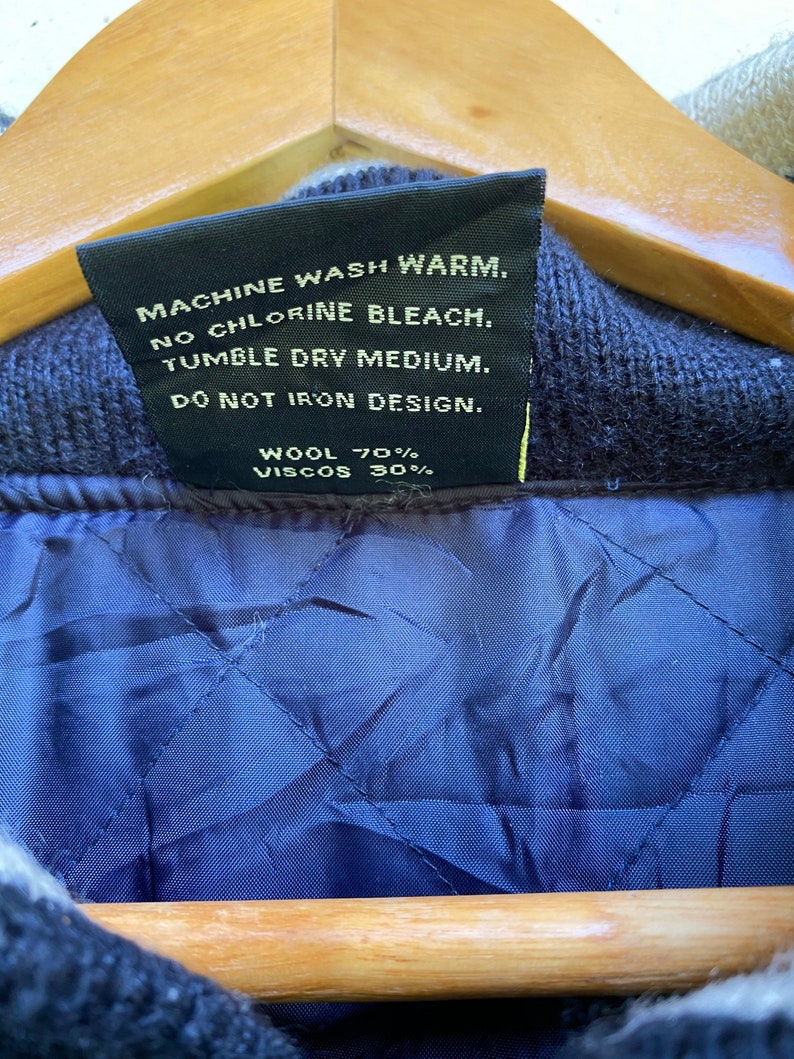 MACHINE WASH WARM.
NO CHLORINE BLEACH.
TUMBLE DRY MEDIUM.
DO NOT IRON DESIGN.
WOOL 70%
VISCOS 30%